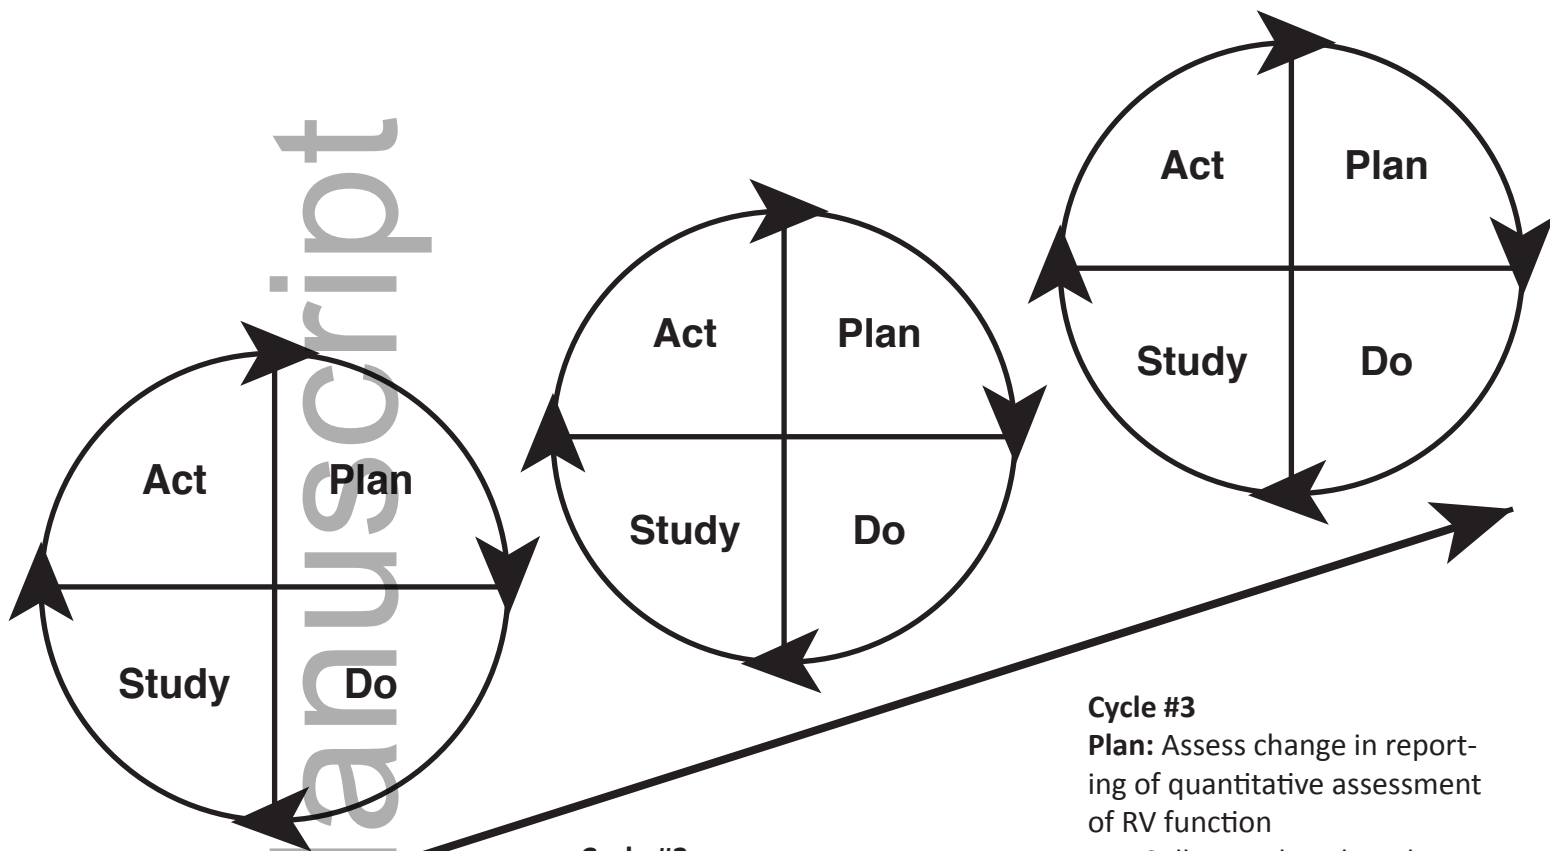 Act Plan
Study Do
Act Plan
Study Do
Act Plan
Study Do
anuscript
Cycle #3
Plan: Assess change in report-
ing of quantitative assessment
of RV function